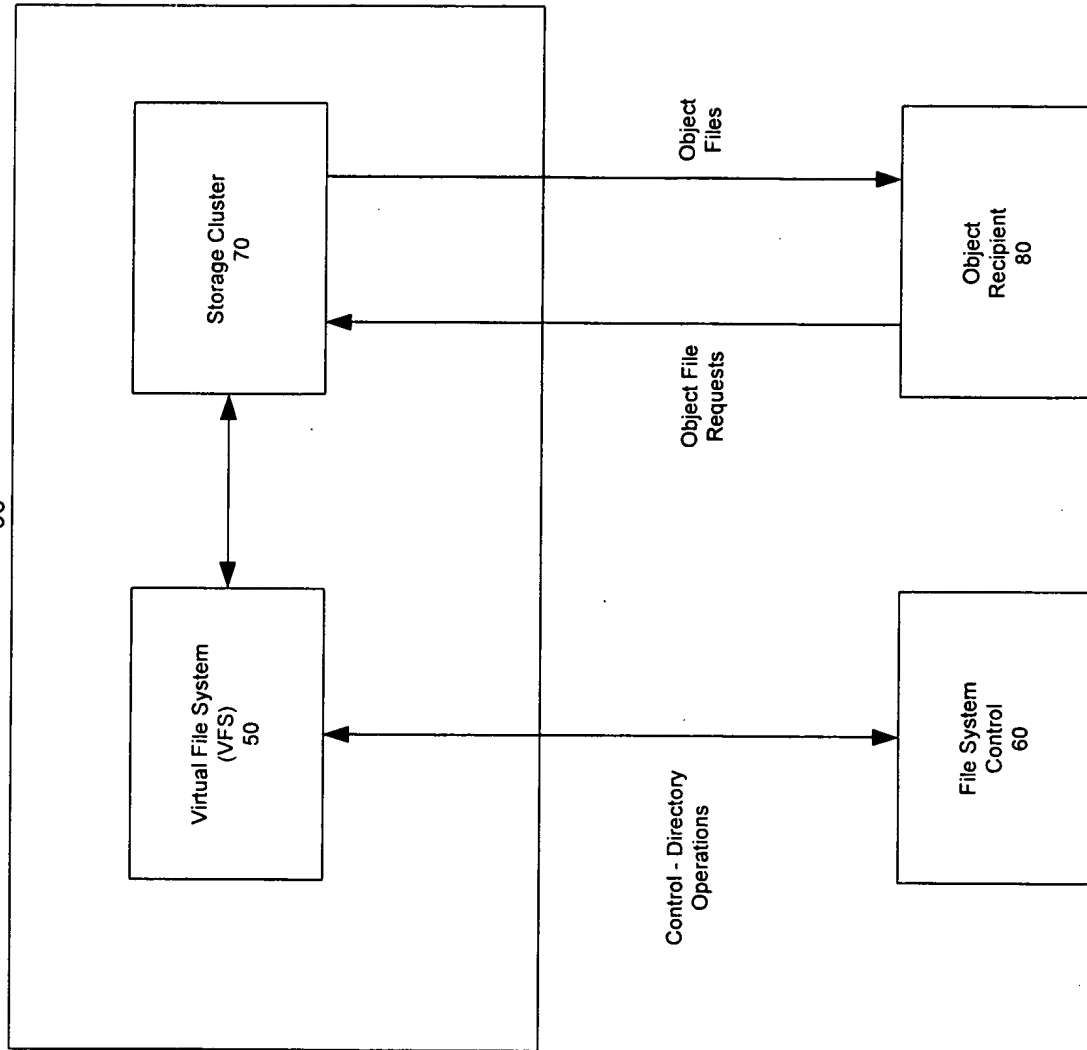 Virtual File System
(VFS)
50
Storage Cluster
70
Control - Directory
Operations
Object File
Requests
Object
Files
File System
Control
60
Object
Recipient
80